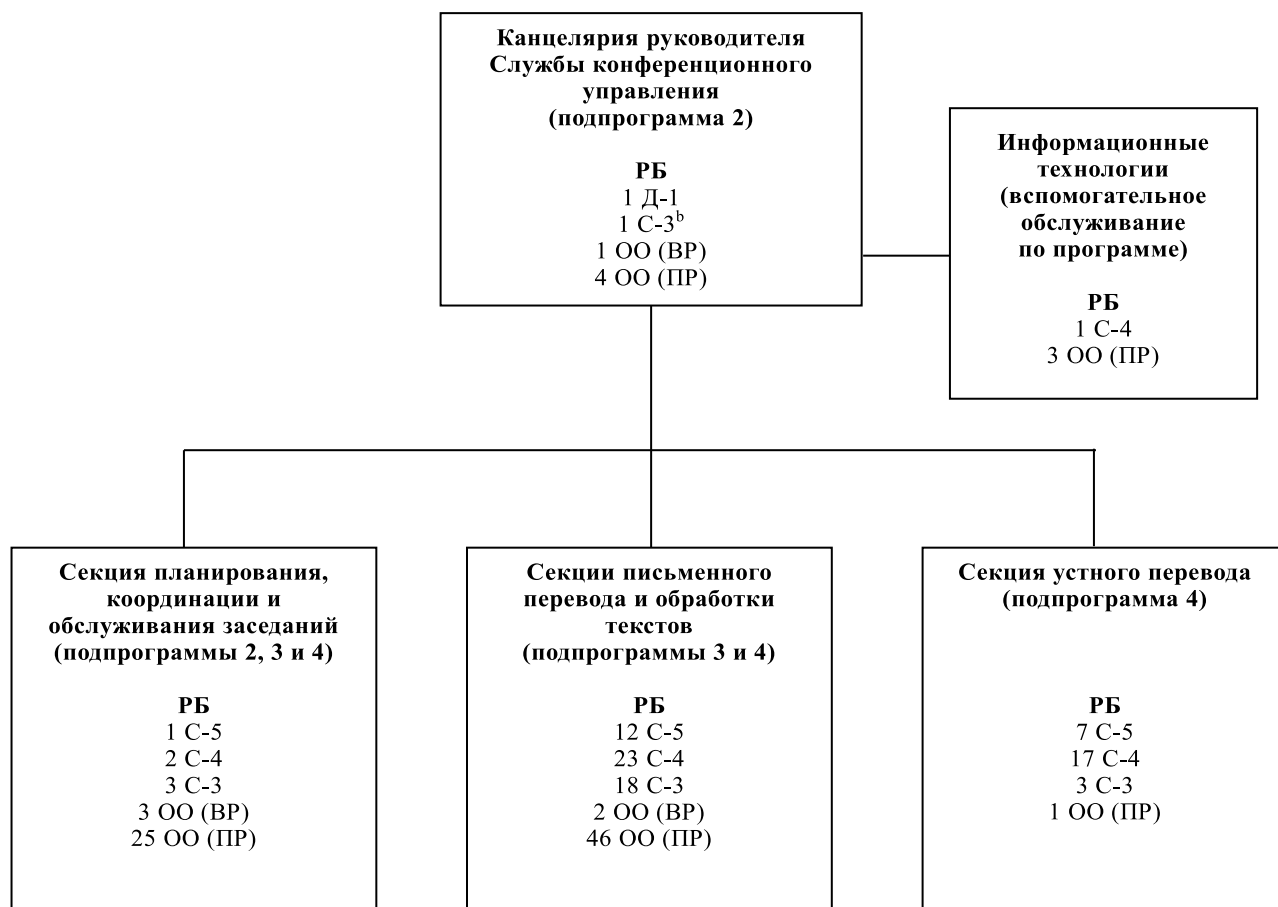 Канцелярия руководителя
Службы конференционного
управления
(подпрограмма 2)
РБ
1 Д-1
1 С-3ᵇ
1 ОО (ВР)
4 ОО (ПР)
Информационные
технологии
(вспомогательное
обслуживание
по программе)
РБ
1 С-4
3 ОО (ПР)
Секция планирования,
координации и
обслуживания заседаний
(подпрограммы 2, 3 и 4)
РБ
1 С-5
2 С-4
3 С-3
3 ОО (ВР)
25 ОО (ПР)
Секции письменного
перевода и обработки
текстов
(подпрограммы 3 и 4)
РБ
12 С-5
23 С-4
18 С-3
2 ОО (ВР)
46 ОО (ПР)
Секция устного перевода
(подпрограмма 4)
РБ
7 С-5
17 С-4
3 С-3
1 ОО (ПР)